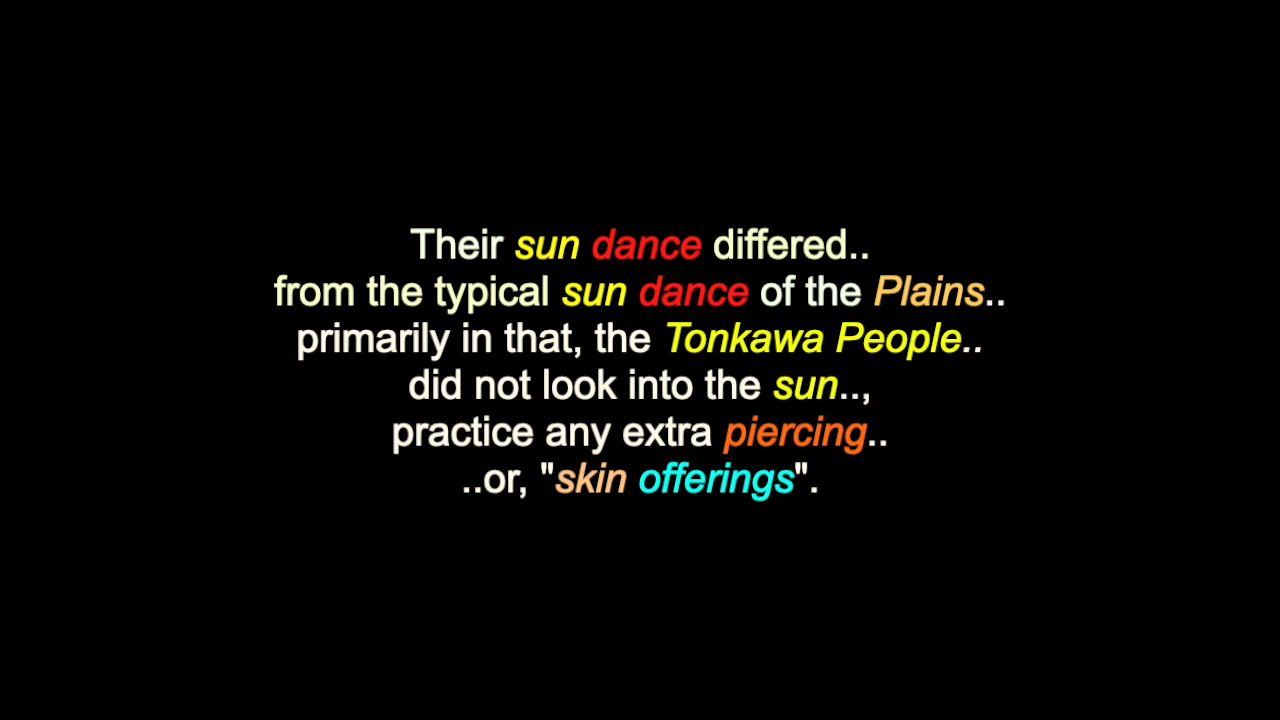 Their sun dance differed..
from the typical sun dance of the Plains..
primarily in that, the Tonkawa People..
did not look into the sun..,
practice any extra piercing..
..or, "skin offerings".